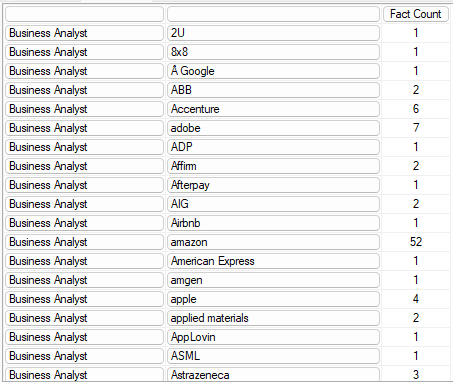 Fact Count
Business Analyst 2U 1
Business Analyst 8x8 1
Business Analyst Â Google 1
Business Analyst ABB 2
Business Analyst Accenture 6
Business Analyst adobe 7
Business Analyst ADP 1
Business Analyst Affirm 2
Business Analyst Afterpay 1
Business Analyst AIG 2
Business Analyst Airbnb 1
Business Analyst amazon 52
Business Analyst American Express 1
Business Analyst amgen 1
Business Analyst apple 4
Business Analyst applied materials 2
Business Analyst AppLovin 1
Business Analyst ASML 1
Business Analyst Astrazeneca 3